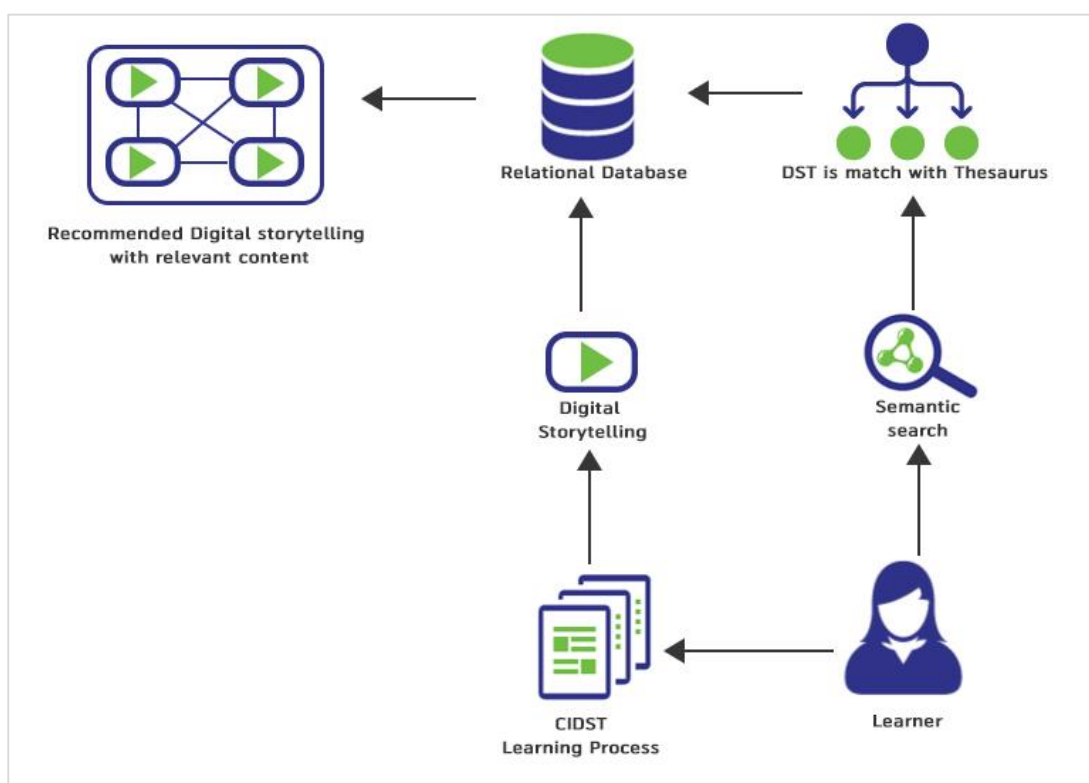 Recommended Digital storytelling
with relevant content
Relational Database
DST is match with Thesaurus
Digital
Storytelling
Semantic
search
CIDST
Learning Process
Learner